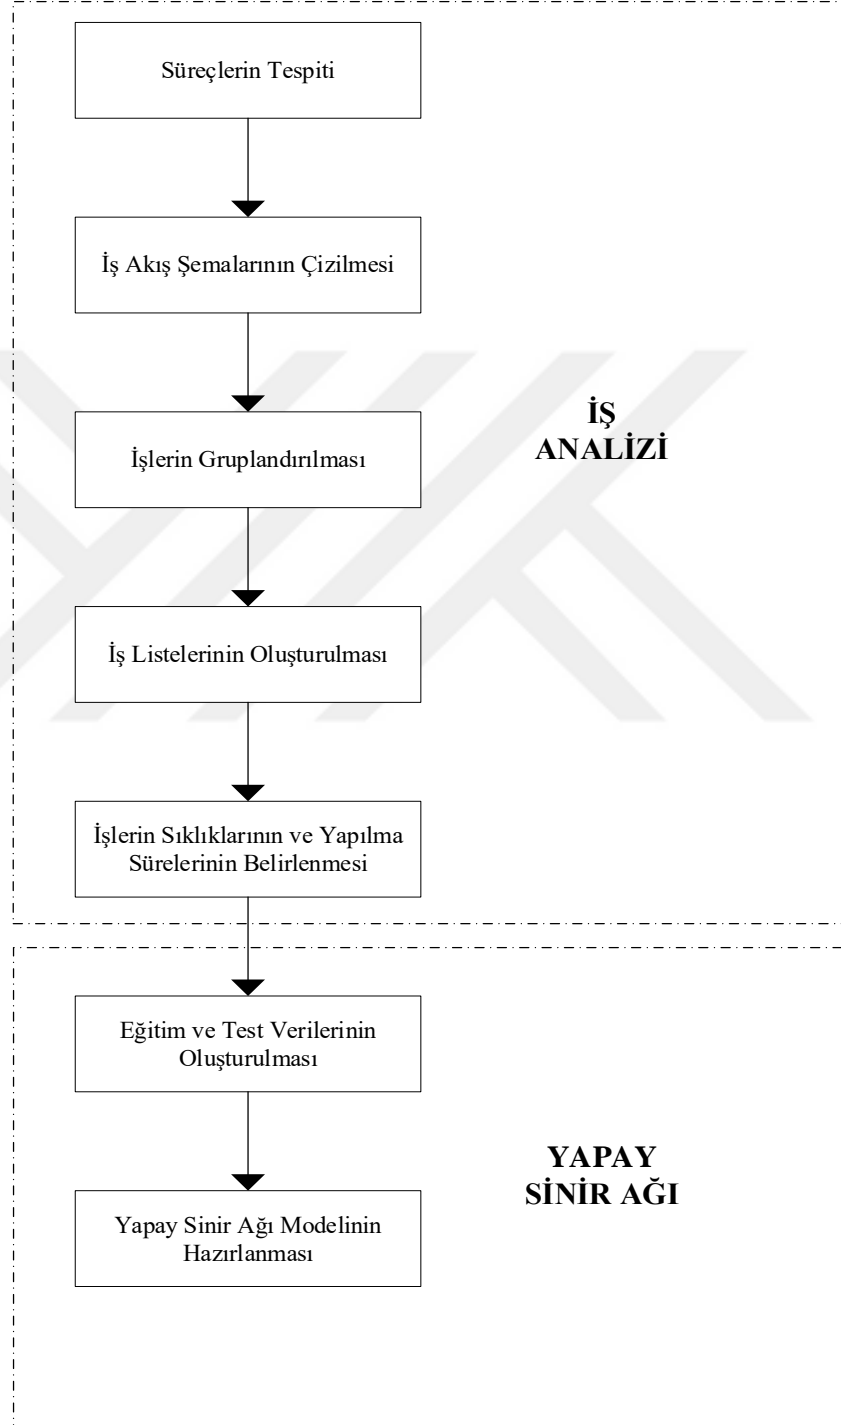 Süreçlerin Tespiti
İş Akış Şemalarının Çizilmesi
İşlerin Gruplandırılması
İŞ
ANALİZİ
İş Listelerinin Oluşturulması
İşlerin Sıklıklarının ve Yapılma
Sürelerinin Belirlenmesi
Eğitim ve Test Verilerinin
Oluşturulması
YAPAY
SİNİR AĞI
Yapay Sinir Ağı Modelinin
Hazırlanması